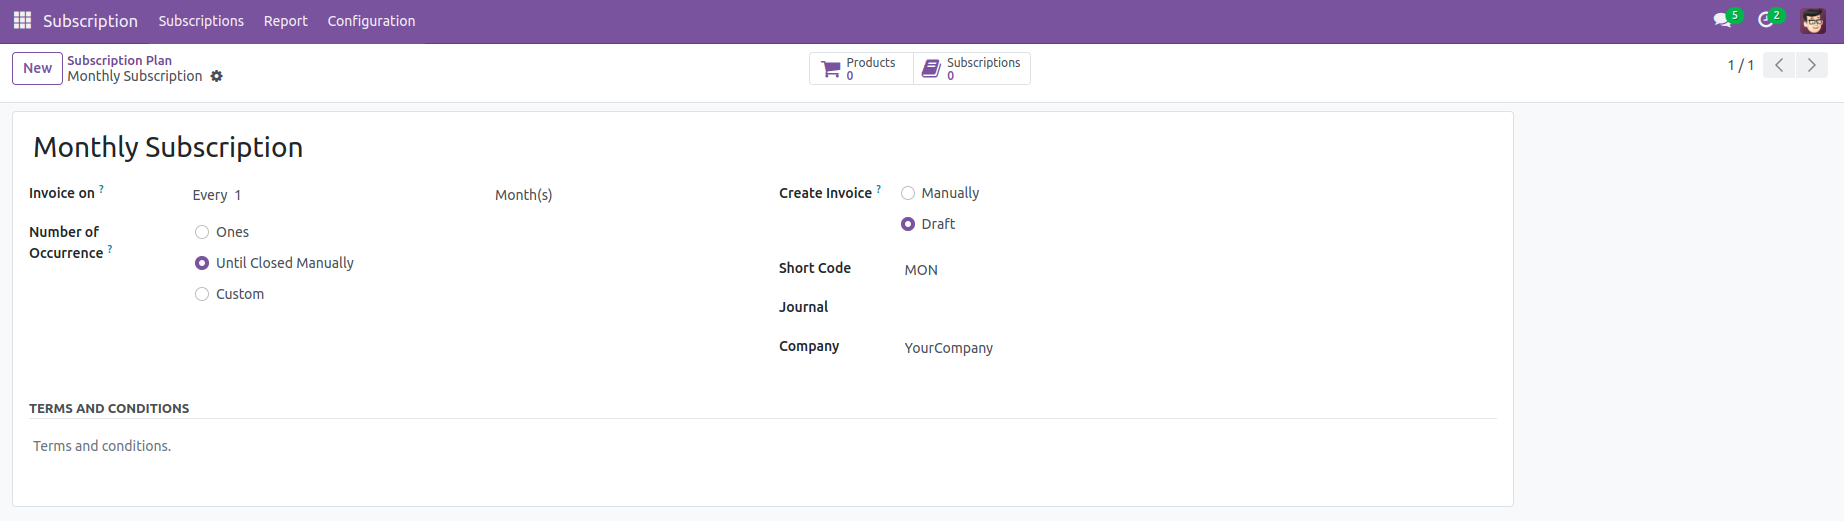 Subscription Subscriptions Report Configuration 5 2
New Subscription Plan Products Subscriptions 1 / 1
Monthly Subscription 0 0
Monthly Subscription
Invoice on ? Every 1 Month(s)
Number of Occurrence ?
Ones
Until Closed Manually
Custom
Create Invoice ? Manually
Draft
Short Code MON
Journal
Company YourCompany
TERMS AND CONDITIONS
Terms and conditions.